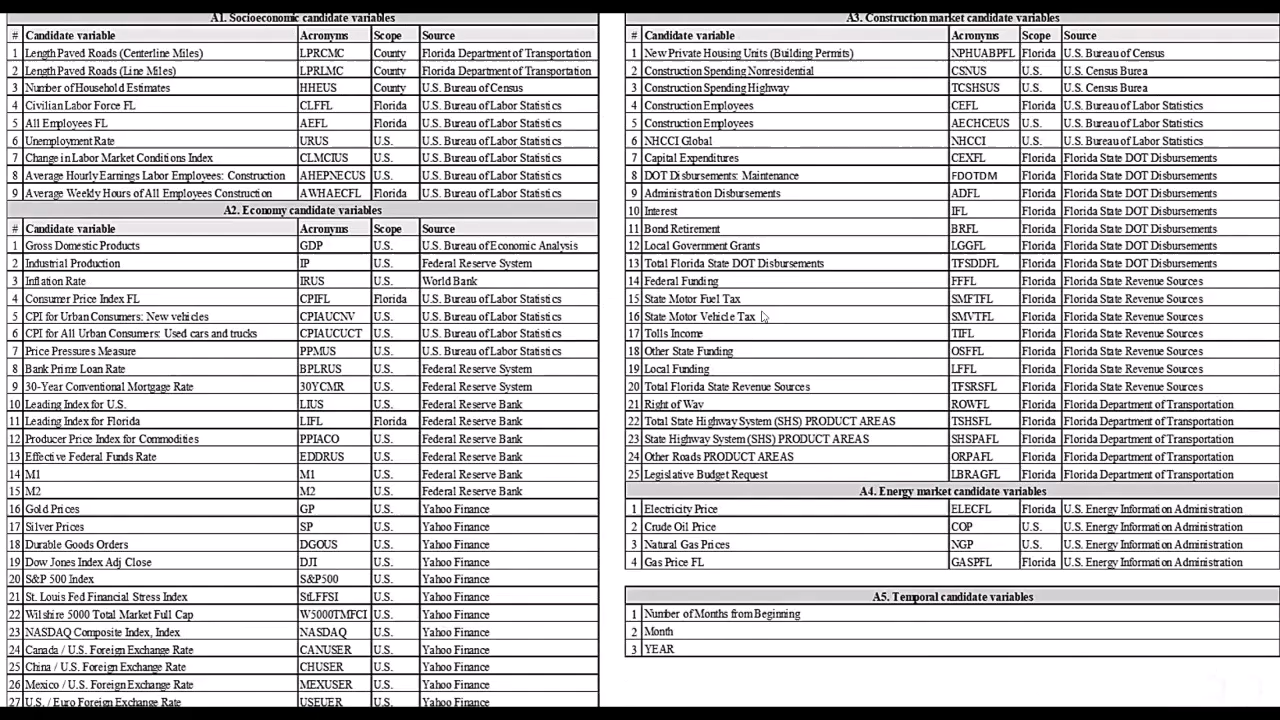 A1. Socioeconomic candidate variables
# Candidate variable Acronyms Scope Source
1 Length Paved Roads (Centerline Miles) LPRCMC County Florida Department of Transportation
2 Length Paved Roads (Line Miles) LPRLMC County Florida Department of Transportation
3 Number of Household Estimates HHEUS County U.S. Bureau of Census
4 Civilian Labor Force FL CLFFL Florida U.S. Bureau of Labor Statistics
5 All Employees FL AEFL Florida U.S. Bureau of Labor Statistics
6 Unemployment Rate URUS U.S. U.S. Bureau of Labor Statistics
7 Change in Labor Market Conditions Index CLMCIUS U.S. U.S. Bureau of Labor Statistics
8 Average Hourly Earnings Labor Employees: Construction AHEPNECUS U.S. U.S. Bureau of Labor Statistics
9 Average Weekly Hours of All Employees Construction AWHAECFL Florida U.S. Bureau of Labor Statistics
A2. Economy candidate variables
# Candidate variable Acronyms Scope Source
1 Gross Domestic Products GDP U.S. U.S. Bureau of Economic Analysis
2 Industrial Production IP U.S. Federal Reserve System
3 Inflation Rate IRUS U.S. World Bank
4 Consumer Price Index FL CPIFL Florida U.S. Bureau of Labor Statistics
5 CPI for Urban Consumers: New vehicles CPIAUCNV U.S. U.S. Bureau of Labor Statistics
6 CPI for All Urban Consumers: Used cars and trucks CPIAUCUCT U.S. U.S. Bureau of Labor Statistics
7 Price Pressures Measure PPMUS U.S. U.S. Bureau of Labor Statistics
8 Bank Prime Loan Rate BPLRUS U.S. Federal Reserve System
9 30-Year Conventional Mortgage Rate 30YCMR U.S. Federal Reserve System
10 Leading Index for U.S. LIUS U.S. Federal Reserve Bank
11 Leading Index for Florida LIFL Florida Federal Reserve Bank
12 Producer Price Index for Commodities PPIACO U.S. Federal Reserve Bank
13 Effective Federal Funds Rate EDDRUS U.S. Federal Reserve Bank
14 M1 M1 U.S. Federal Reserve Bank
15 M2 M2 U.S. Federal Reserve Bank
16 Gold Prices GP U.S. Yahoo Finance
17 Silver Prices SP U.S. Yahoo Finance
18 Durable Goods Orders DGOUS U.S. Yahoo Finance
19 Dow Jones Index Adj Close DJI U.S. Yahoo Finance
20 S&P 500 Index S&P500 U.S. Yahoo Finance
21 St. Louis Fed Financial Stress Index StLFFSI U.S. Yahoo Finance
22 Wilshire 5000 Total Market Full Cap W5000TMFCI U.S. Yahoo Finance
23 NASDAQ Composite Index, Index NASDAQ U.S. Yahoo Finance
24 Canada / U.S. Foreign Exchange Rate CANUSER U.S. Yahoo Finance
25 China / U.S. Foreign Exchange Rate CHUSER U.S. Yahoo Finance
26 Mexico / U.S. Foreign Exchange Rate MEXUSER U.S. Yahoo Finance
27 U.S. / Euro Foreign Exchange Rate USEUER U.S. Yahoo Finance
A3. Construction market candidate variables
# Candidate variable Acronyms Scope Source
1 New Private Housing Units (Building Permits) NPHUABPFL Florida U.S. Bureau of Census
2 Construction Spending Nonresidential CSNUS U.S. U.S. Census Burea
3 Construction Spending Highway TCSHSUS U.S. U.S. Census Burea
4 Construction Employees CEFL Florida U.S. Bureau of Labor Statistics
5 Construction Employees AECHCEUS U.S. U.S. Bureau of Labor Statistics
6 NHCCI Global NHCCI U.S. U.S. Bureau of Labor Statistics
7 Capital Expenditures CEXFL Florida Florida State DOT Disbursements
8 DOT Disbursements: Maintenance FDOTDM Florida Florida State DOT Disbursements
9 Administration Disbursements ADFL Florida Florida State DOT Disbursements
10 Interest IFL Florida Florida State DOT Disbursements
11 Bond Retirement BRFL Florida Florida State DOT Disbursements
12 Local Government Grants LGGFL Florida Florida State DOT Disbursements
13 Total Florida State DOT Disbursements TFSDDFL Florida Florida State DOT Disbursements
14 Federal Funding FFFL Florida Florida State Revenue Sources
15 State Motor Fuel Tax SMFTFL Florida Florida State Revenue Sources
16 State Motor Vehicle Tax SMVTFL Florida Florida State Revenue Sources
17 Tolls Income TIFL Florida Florida State Revenue Sources
18 Other State Funding OSFFL Florida Florida State Revenue Sources
19 Local Funding LFFL Florida Florida State Revenue Sources
20 Total Florida State Revenue Sources TFSRSFL Florida Florida State Revenue Sources
21 Right of Way ROWFL Florida Florida Department of Transportation
22 Total State Highway System (SHS) PRODUCT AREAS TSHSFL Florida Florida Department of Transportation
23 State Highway System (SHS) PRODUCT AREAS SHSPAFL Florida Florida Department of Transportation
24 Other Roads PRODUCT AREAS ORPAFL Florida Florida Department of Transportation
25 Legislative Budget Request LBRAGFL Florida Florida Department of Transportation
A4. Energy market candidate variables
1 Electricity Price ELECFL Florida U.S. Energy Information Administration
2 Crude Oil Price COP U.S. U.S. Energy Information Administration
3 Natural Gas Prices NGP U.S. U.S. Energy Information Administration
4 Gas Price FL GASPFL Florida U.S. Energy Information Administration
A5. Temporal candidate variables
1 Number of Months from Beginning
2 Month
3 YEAR